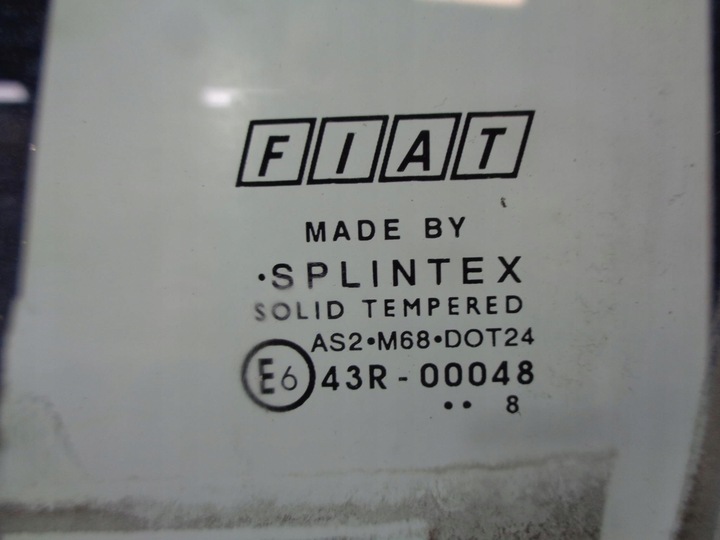 FIAT
MADE BY
·SPLINTEX
SOLID TEMPERED
AS2•M68•DOT24
E6 43R-00048
•• 8